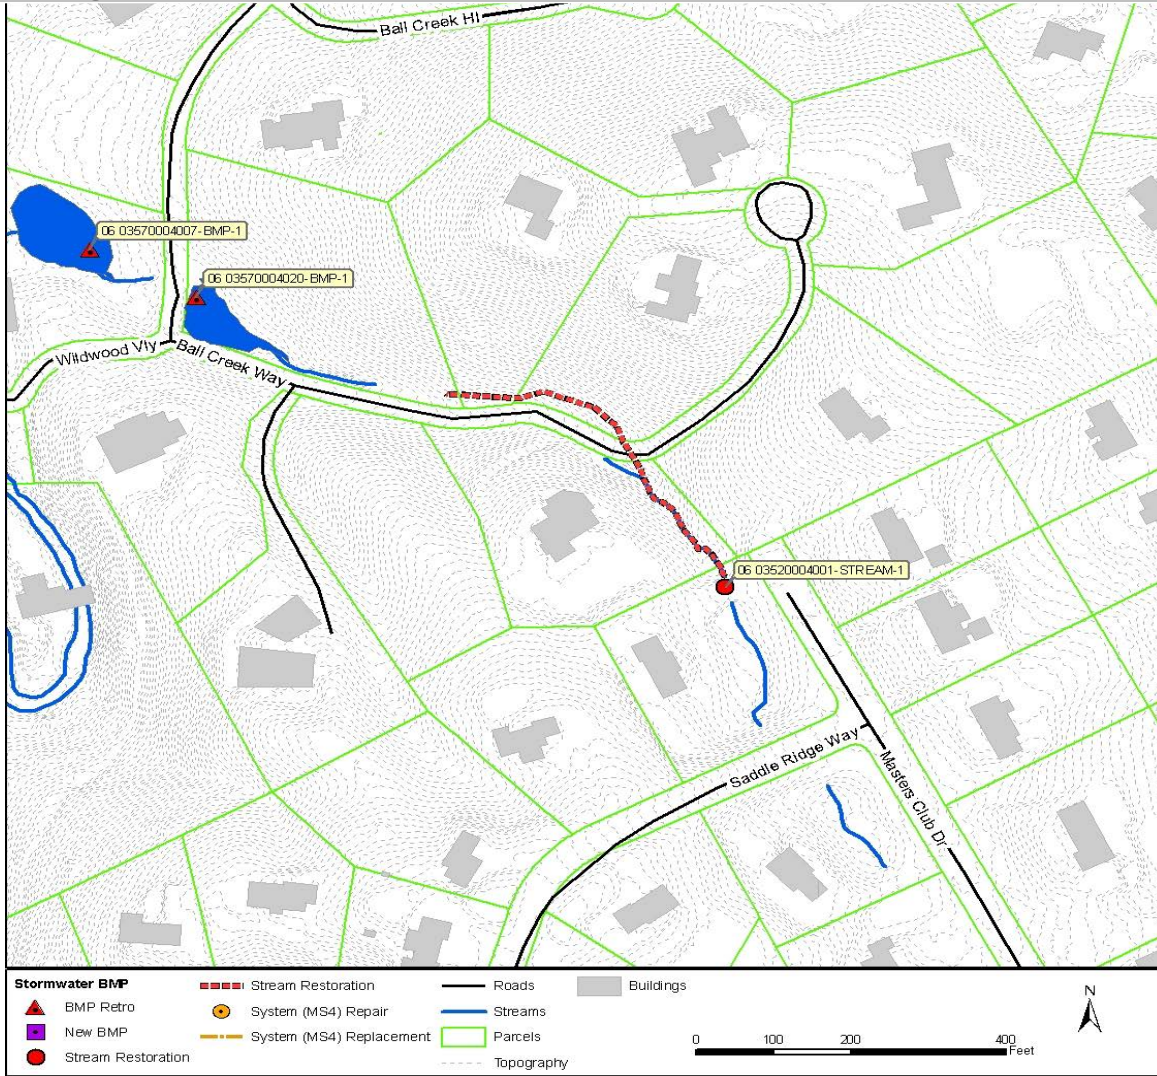 Ball Creek Hl
06 03570004007-BMP-1
06 03570004020-BMP-1
Wildwood Vly
Ball Creek Way
06 03520004001-STREAM-1
Saddle Ridge Way
Masters Club Dr
Stormwater BMP
BMP Retro
New BMP
Stream Restoration
Stream Restoration
System (MS4) Repair
System (MS4) Replacement
Roads
Streams
Parcels
Topography
Buildings
N
0 100 200 400
Feet